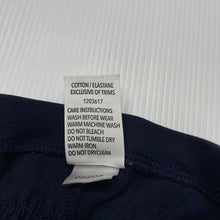 COTTON / ELASTANE
EXCLUSIVE OF TRIMS
1203617
CARE INSTRUCTIONS
WASH BEFORE WEAR
WARM MACHINE WASH
DO NOT BLEACH
DO NOT TUMBLE DRY
WARM IRON
DO NOT DRYCLEAN